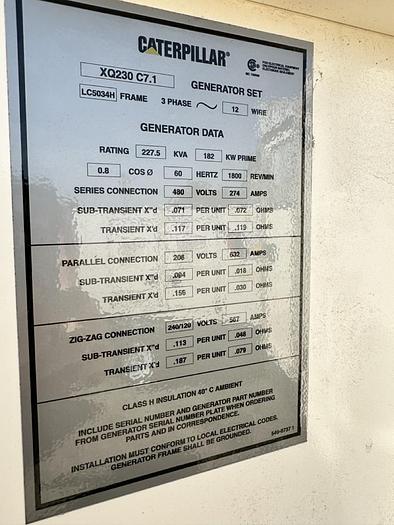 CATERPILLAR®
XQ230 C7.1 GENERATOR SET
LC5034H FRAME 3 PHASE 12 WIRE
GENERATOR DATA
RATING 227.5 KVA 182 KW PRIME
0.8 COS Ø 60 HERTZ 1800 REV/MIN
SERIES CONNECTION 480 VOLTS 274 AMPS
SUB-TRANSIENT X"d .071 PER UNIT .072 OHMS
TRANSIENT X'd .117 PER UNIT .119 OHMS
PARALLEL CONNECTION 208 VOLTS 632 AMPS
SUB-TRANSIENT X"d .094 PER UNIT .018 OHMS
TRANSIENT X'd .156 PER UNIT .030 OHMS
ZIG-ZAG CONNECTION 240/120 VOLTS 547 AMPS
SUB-TRANSIENT X"d .113 PER UNIT .048 OHMS
TRANSIENT X'd .187 PER UNIT .079 OHMS
CLASS H INSULATION 40° C AMBIENT
INCLUDE SERIAL NUMBER AND GENERATOR PART NUMBER
FROM GENERATOR SERIAL NUMBER PLATE WHEN ORDERING
PARTS AND IN CORRESPONDENCE.
INSTALLATION MUST CONFORM TO LOCAL ELECTRICAL CODES.
GENERATOR FRAME SHALL BE GROUNDED.